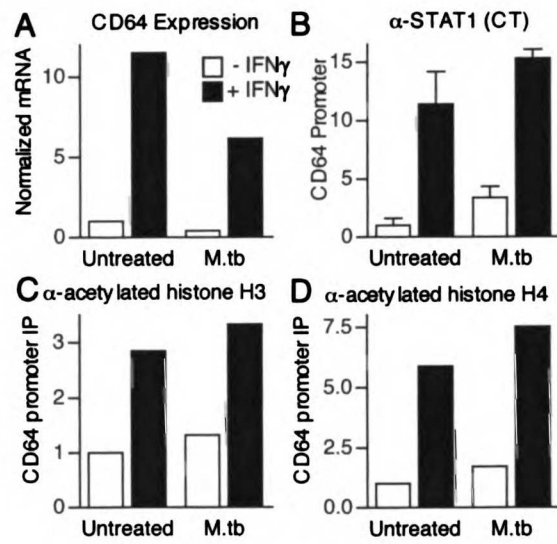 A CD64 Expression
Normalized mRNA
10
5
0
- IFNγ
+ IFNγ
Untreated M.tb
B α-STAT1 (CT)
CD64 Promoter
15
10
5
0
Untreated M.tb
C α-acetylated histone H3
CD64 promoter IP
3
2
1
0
Untreated M.tb
D α-acetylated histone H4
CD64 promoter IP
7.5
5.0
2.5
0.0
Untreated M.tb